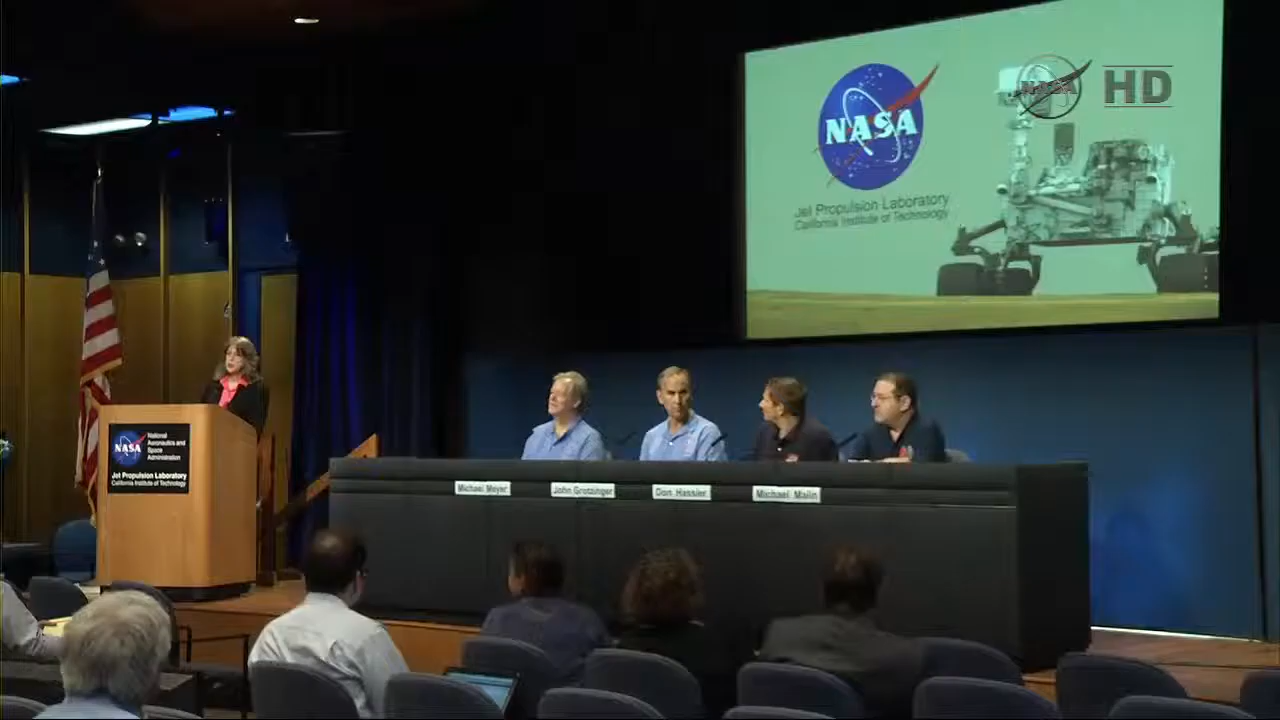 NASA
Jet Propulsion Laboratory
California Institute of Technology
NASA HD
NASA
National
Aeronautics and
Space
Administration
Jet Propulsion Laboratory
California Institute of Technology
Michael Meyer
John Grotzinger
Don Hassler
Michael Malin